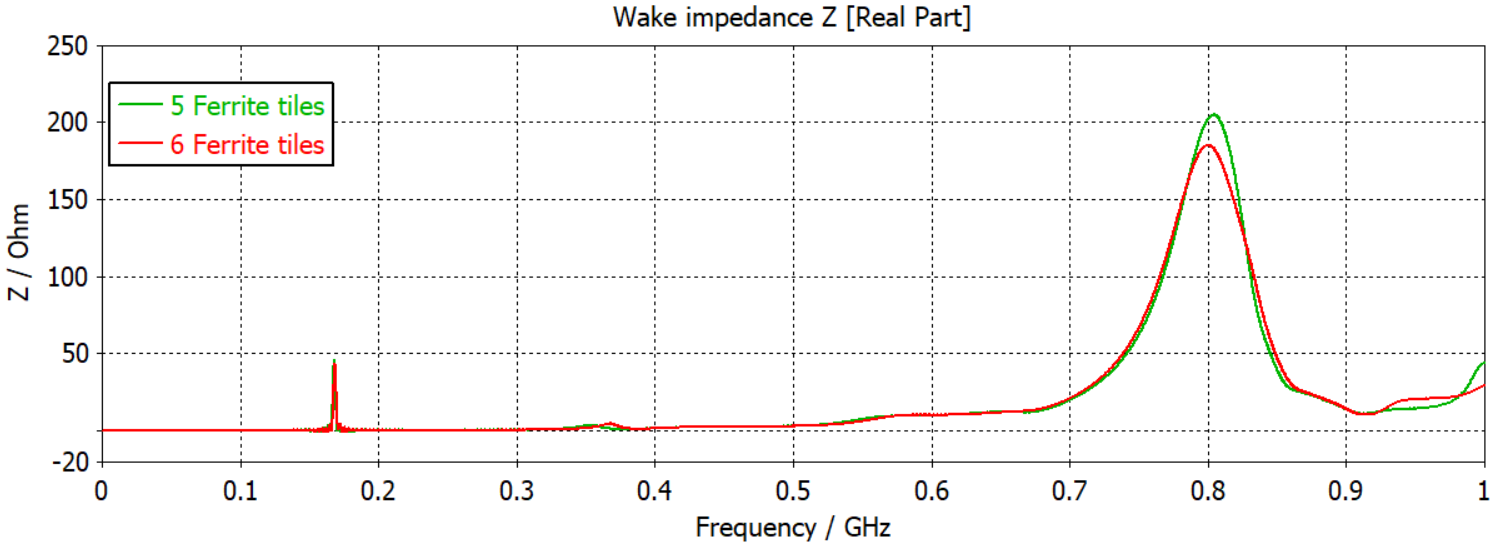 Wake impedance Z [Real Part]
250
200
150
100
50
-20
Z / Ohm
5 Ferrite tiles
6 Ferrite tiles
0 0.1 0.2 0.3 0.4 0.5 0.6 0.7 0.8 0.9 1
Frequency / GHz